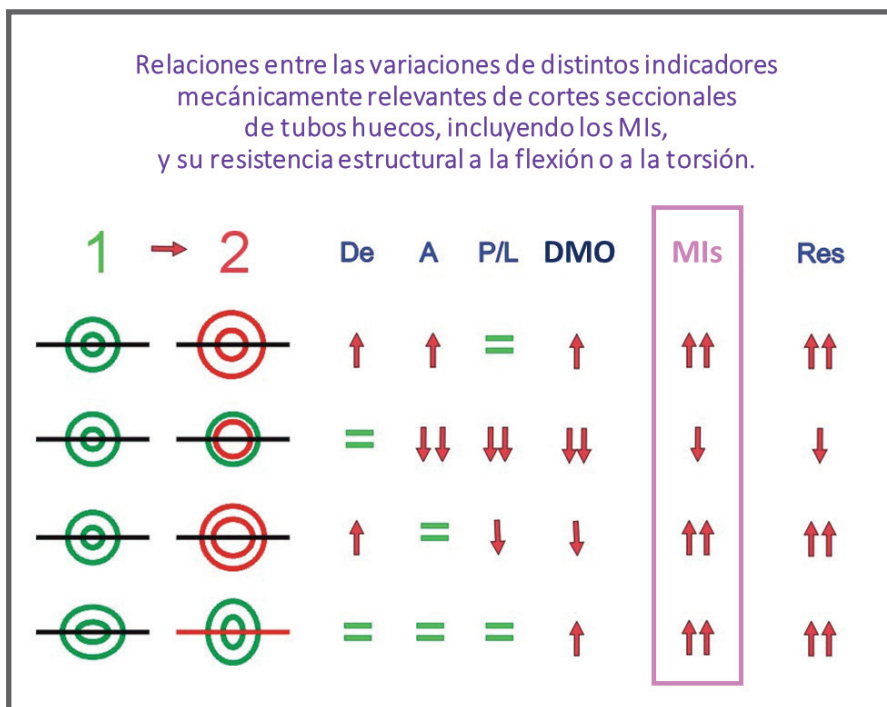 Relaciones entre las variaciones de distintos indicadores
mecánicamente relevantes de cortes seccionales
de tubos huecos, incluyendo los MIs,
y su resistencia estructural a la flexión o a la torsión.
1 → 2 De A P/L DMO MIs Res
↑ ↑ = ↑ ↑↑ ↑↑
= ↓↓ ↓↓ ↓↓ ↓ ↓
↑ = ↓ ↓ ↑↑ ↑↑
= = = ↑ ↑↑ ↑↑